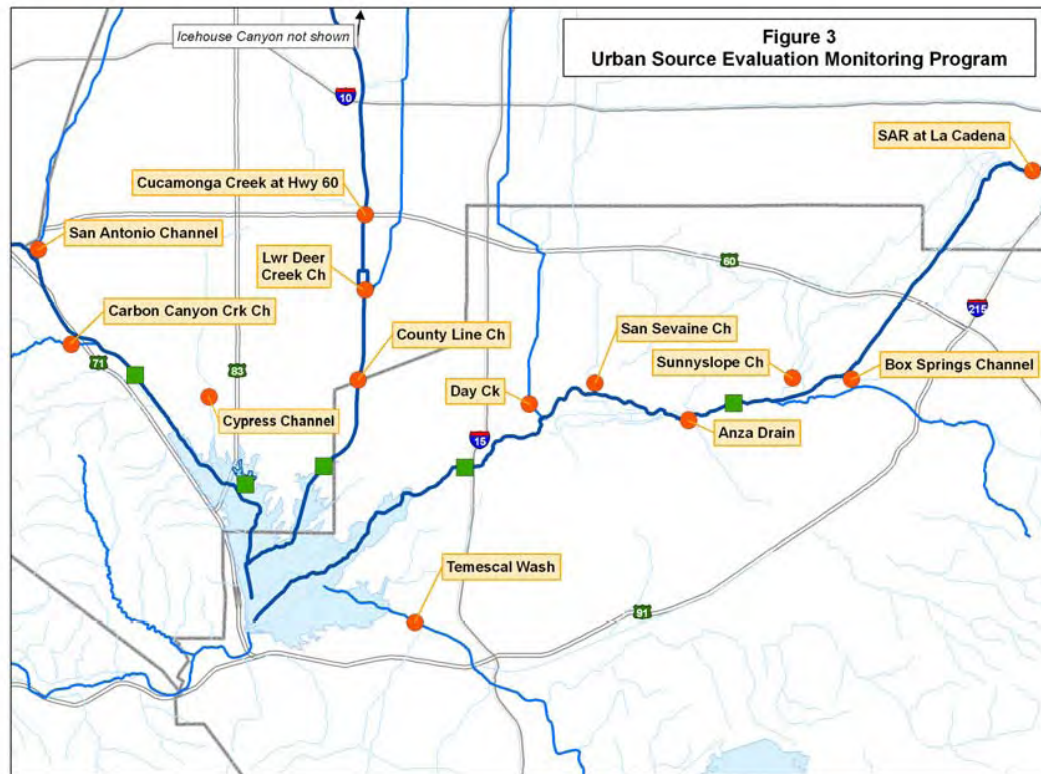 Icehouse Canyon not shown
Figure 3
Urban Source Evaluation Monitoring Program
10
SAR at La Cadena
Cucamonga Creek at Hwy 60
San Antonio Channel
Lwr Deer
Creek Ch
60
215
Carbon Canyon Crk Ch
County Line Ch
San Sevaine Ch
Sunnyslope Ch
Box Springs Channel
71
83
Day Ck
Cypress Channel
Anza Drain
15
Temescal Wash
91